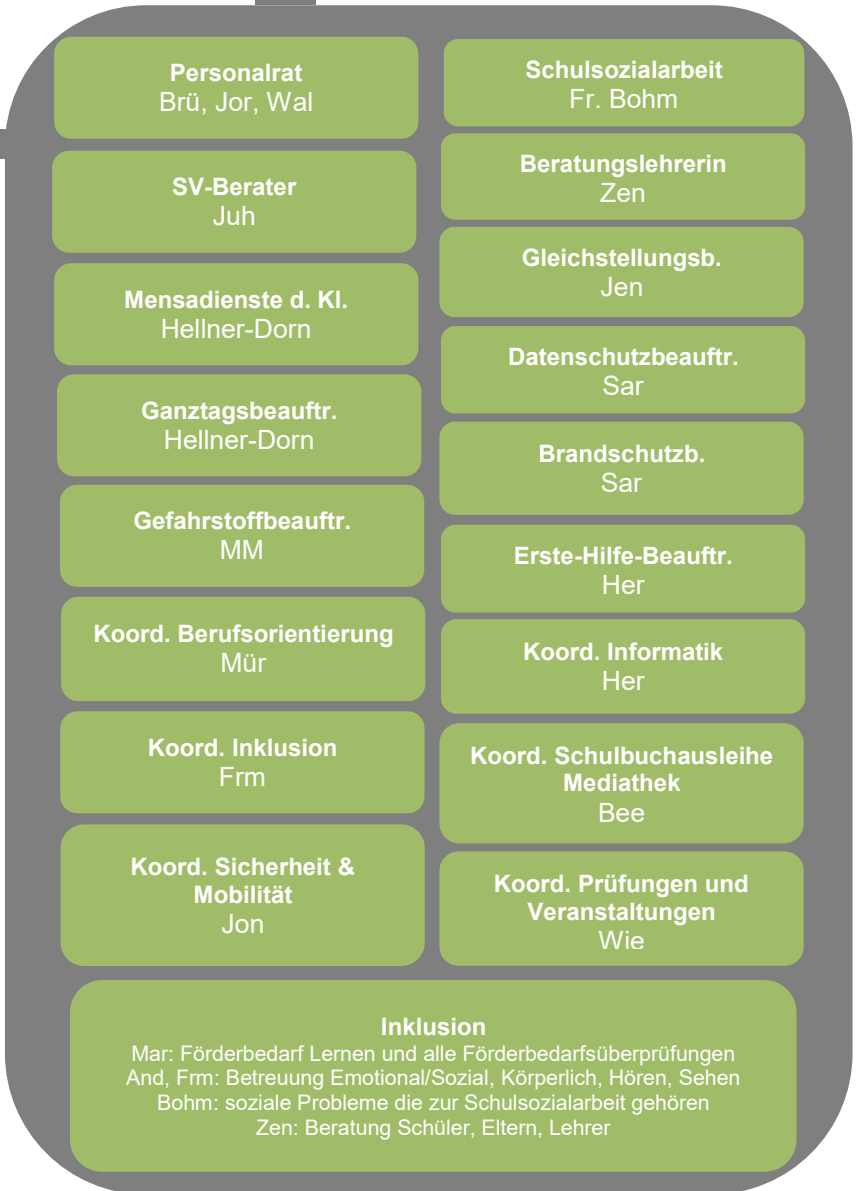 Personalrat
Brü, Jor, Wal
SV-Berater
Juh
Mensadienste d. Kl.
Hellner-Dorn
Ganztagsbeauftr.
Hellner-Dorn
Gefahrstoffbeauftr.
MM
Koord. Berufsorientierung
Mür
Koord. Inklusion
Frm
Koord. Sicherheit &
Mobilität
Jon
Schulsozialarbeit
Fr. Bohm
Beratungslehrerin
Zen
Gleichstellungsb.
Jen
Datenschutzbeauftr.
Sar
Brandschutzb.
Sar
Erste-Hilfe-Beauftr.
Her
Koord. Informatik
Her
Koord. Schulbuchausleihe
Mediathek
Bee
Koord. Prüfungen und
Veranstaltungen
Wie
Inklusion
Mar: Förderbedarf Lernen und alle Förderbedarfsüberprüfungen
And, Frm: Betreuung Emotional/Sozial, Körperlich, Hören, Sehen
Bohm: soziale Probleme die zur Schulsozialarbeit gehören
Zen: Beratung Schüler, Eltern, Lehrer